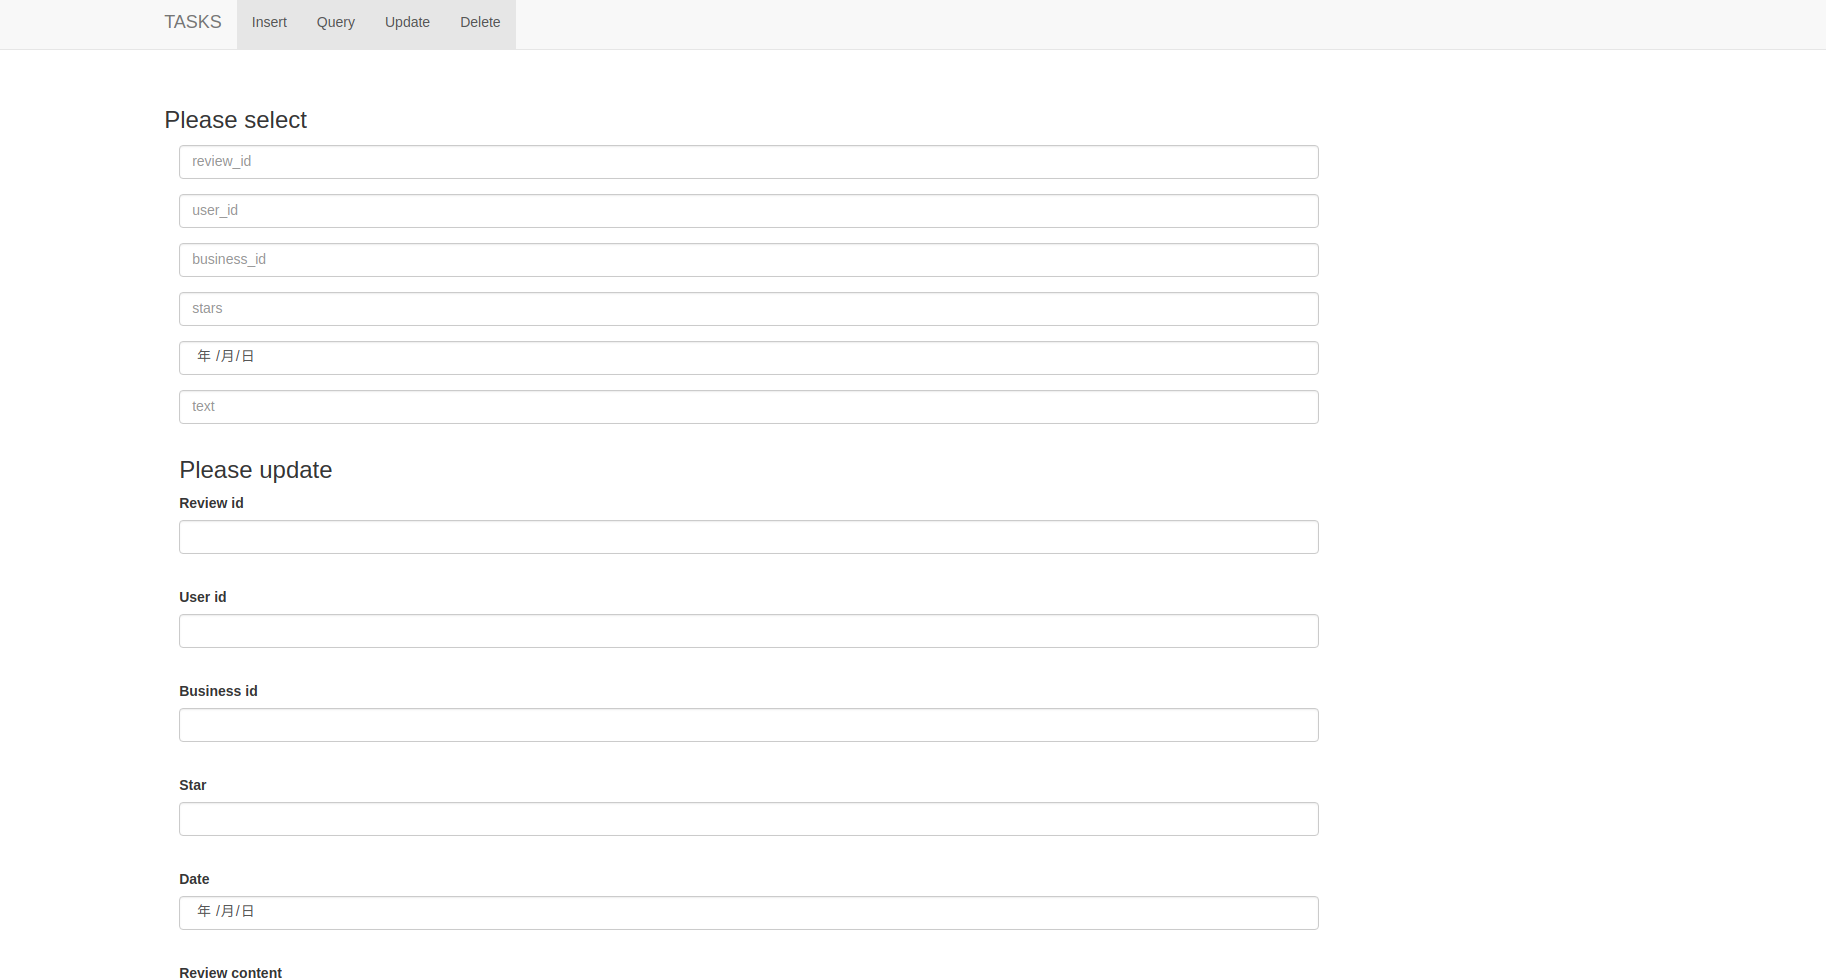 TASKS Insert Query Update Delete
Please select
review_id
user_id
business_id
stars
年 /月/日
text
Please update
Review id
User id
Business id
Star
Date
年 /月/日
Review content